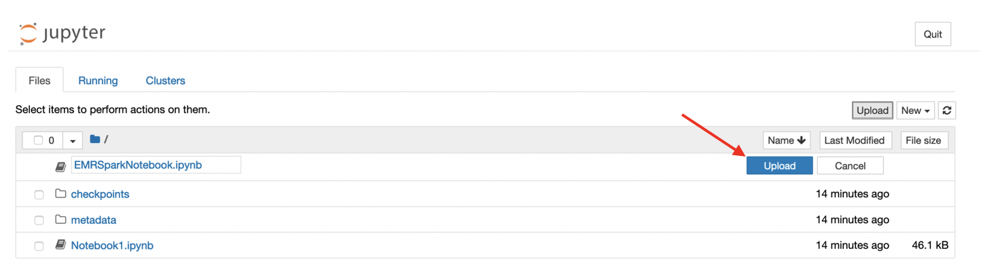 jupyter Quit
Files Running Clusters
Select items to perform actions on them. Upload New
0 / Name Last Modified File size
EMRSparkNotebook.ipynb Upload Cancel
checkpoints 14 minutes ago
metadata 14 minutes ago
Notebook1.ipynb 14 minutes ago 46.1 kB